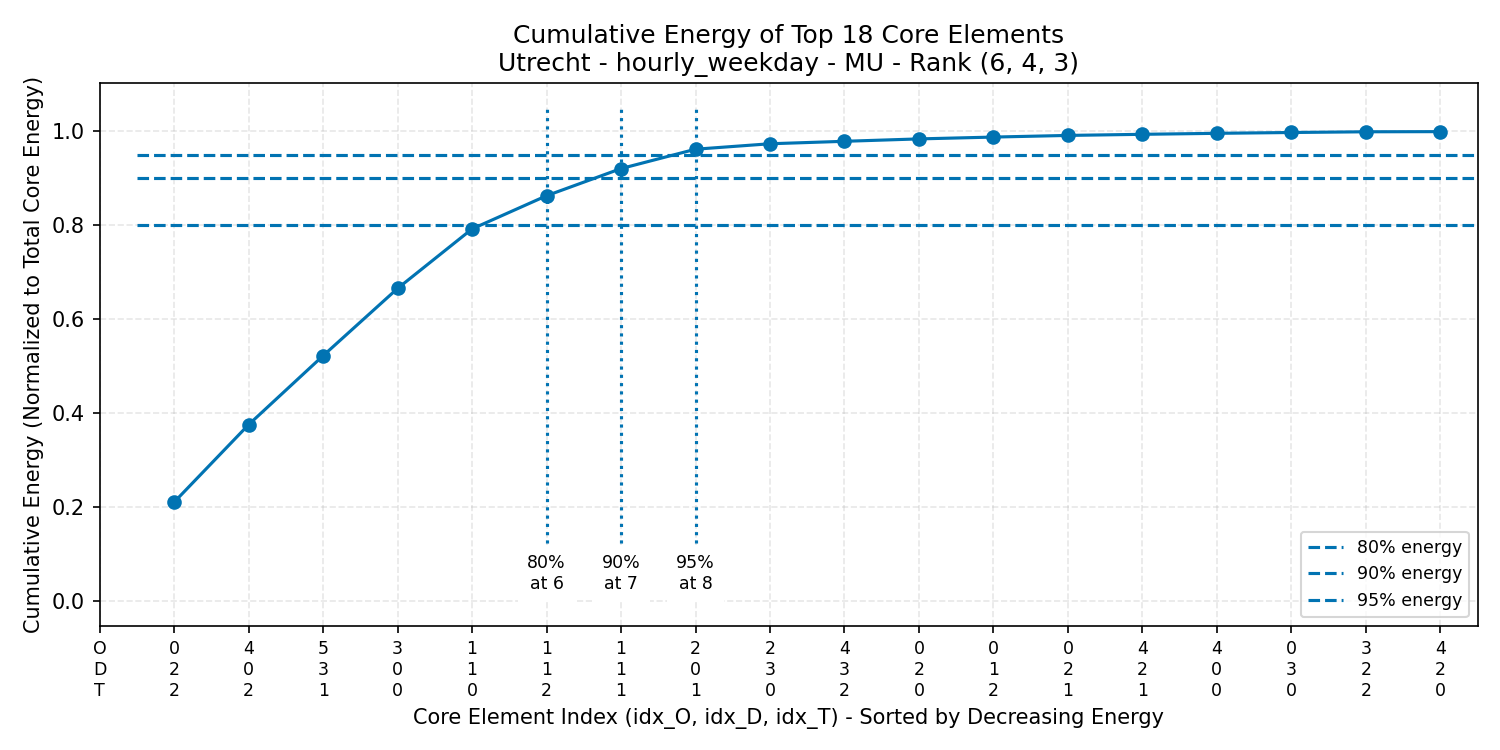 Cumulative Energy of Top 18 Core Elements
Utrecht - hourly_weekday - MU - Rank (6, 4, 3)
Cumulative Energy (Normalized to Total Core Energy)
1.0
0.8
0.6
0.4
0.2
0.0
80% 90% 95%
at 6 at 7 at 8
80% energy
90% energy
95% energy
O 0 4 5 3 1 1 1 2 2 4 0 0 0 4 4 0 3 4
D 2 0 3 0 1 1 1 0 3 3 2 1 2 2 0 3 2 2
T 2 2 1 0 0 2 1 1 0 2 0 2 1 1 0 0 2 0
Core Element Index (idx_O, idx_D, idx_T) - Sorted by Decreasing Energy